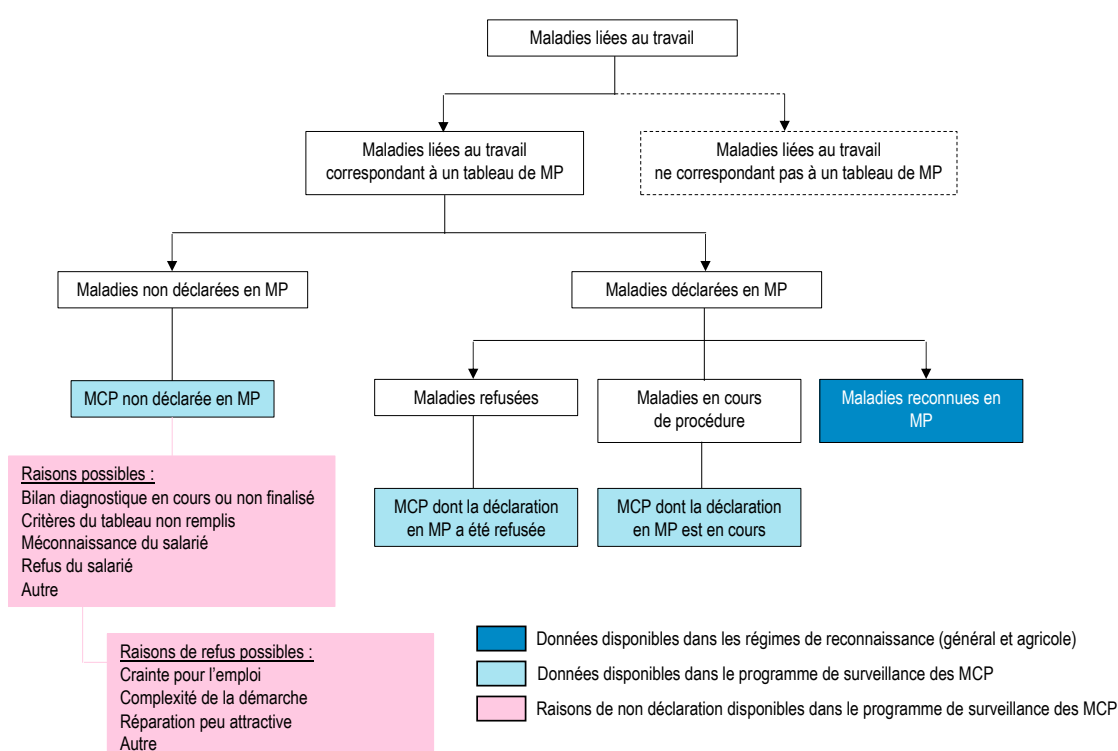 Maladies liées au travail
Maladies liées au travail
correspondant à un tableau de MP
Maladies liées au travail
ne correspondant pas à un tableau de MP
Maladies non déclarées en MP
Maladies déclarées en MP
MCP non déclarée en MP
Maladies refusées
Maladies en cours
de procédure
Maladies reconnues en
MP
Raisons possibles :
Bilan diagnostique en cours ou non finalisé
Critères du tableau non remplis
Méconnaissance du salarié
Refus du salarié
Autre
MCP dont la déclaration
en MP a été refusée
MCP dont la déclaration
en MP est en cours
Raisons de refus possibles :
Crainte pour l'emploi
Complexité de la démarche
Réparation peu attractive
Autre
Données disponibles dans les régimes de reconnaissance (général et agricole)
Données disponibles dans le programme de surveillance des MCP
Raisons de non déclaration disponibles dans le programme de surveillance des MCP